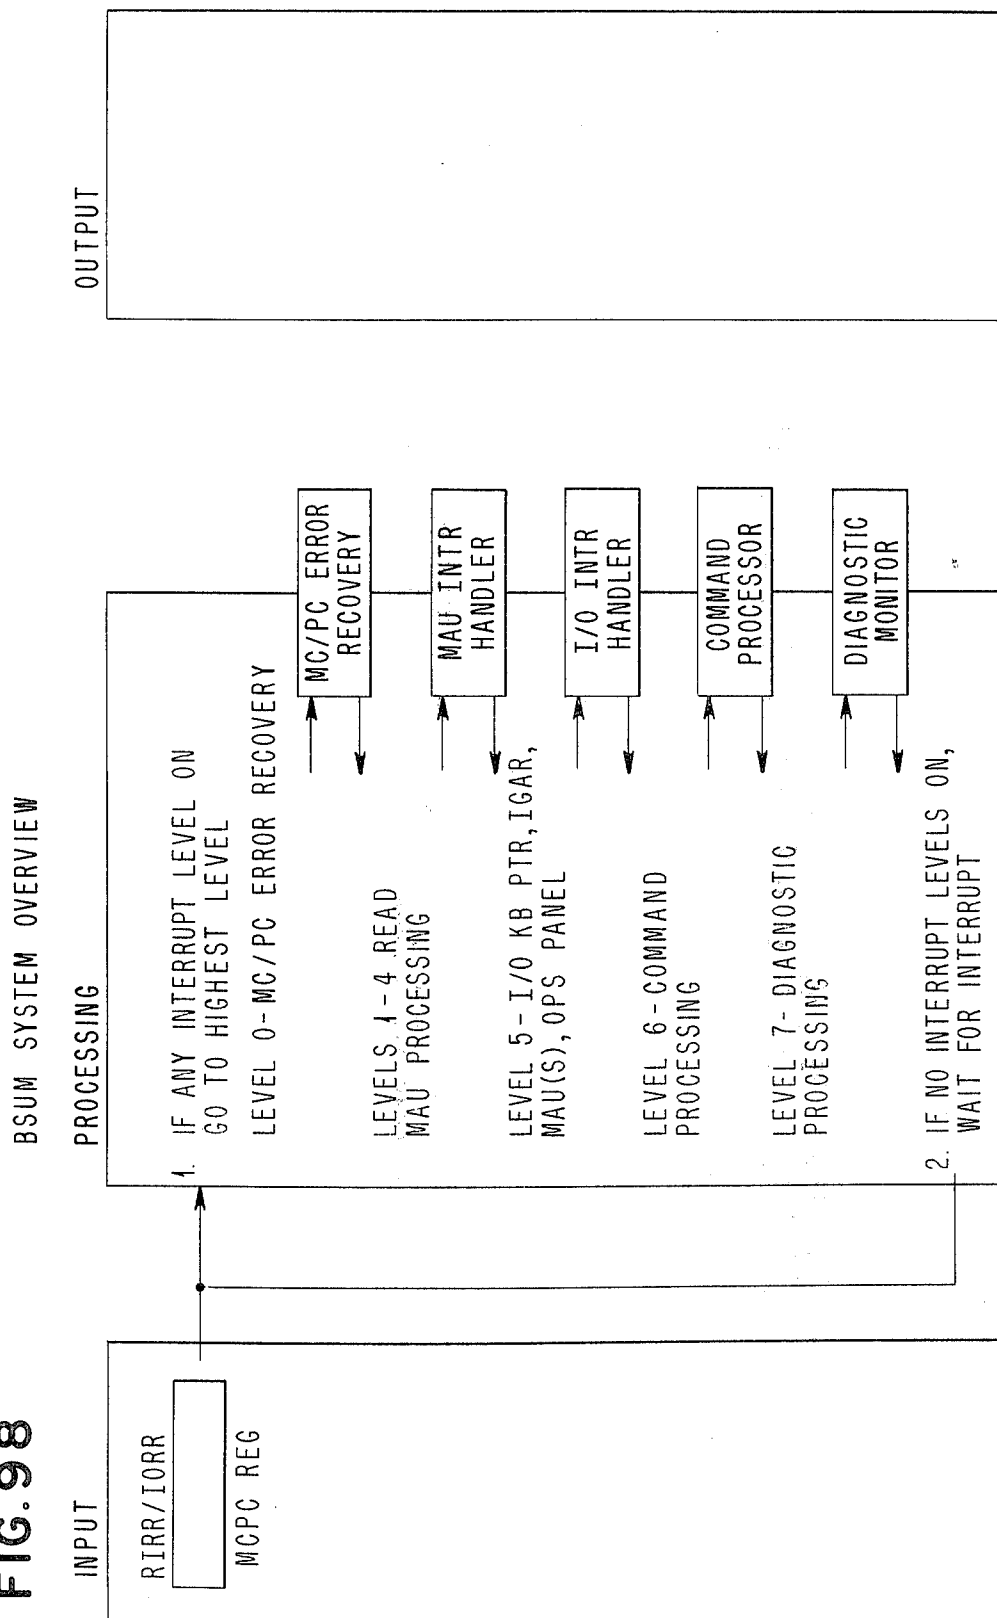 FIG.98
BSUM SYSTEM OVERVIEW
INPUT
PROCESSING
OUTPUT
RIRR/IORR
MCPC REG
1. IF ANY INTERRUPT LEVEL ON
GO TO HIGHEST LEVEL
LEVEL 0-MC/PC ERROR RECOVERY
MC/PC ERROR
RECOVERY
LEVELS 1-4 READ
MAU PROCESSING
MAU INTR
HANDLER
LEVEL 5-I/O KB PTR,IGAR,
MAU(S),OPS PANEL
I/O INTR
HANDLER
LEVEL 6-COMMAND
PROCESSING
COMMAND
PROCESSOR
LEVEL 7-DIAGNOSTIC
PROCESSING
DIAGNOSTIC
MONITOR
2. IF NO INTERRUPT LEVELS ON,
WAIT FOR INTERRUPT